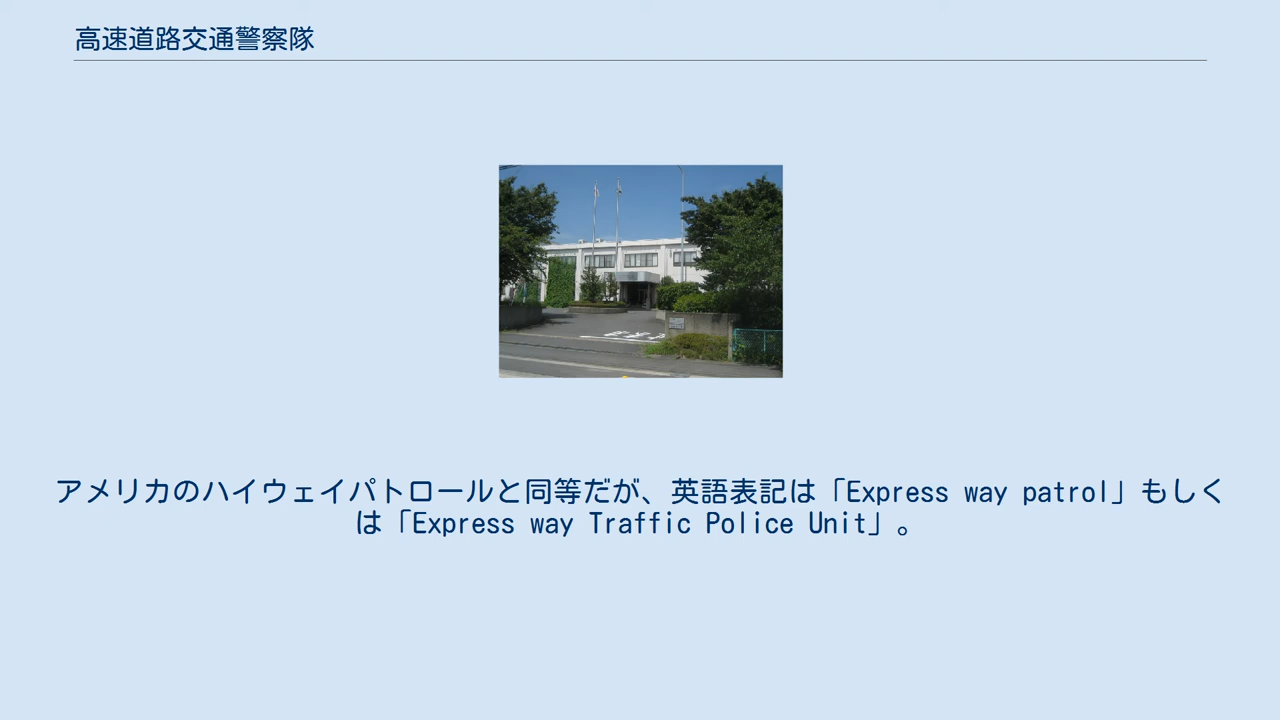 高速道路交通警察隊
アメリカのハイウェイパトロールと同等だが、英語表記は「Express way patrol」もしく
は「Express way Traffic Police Unit」。